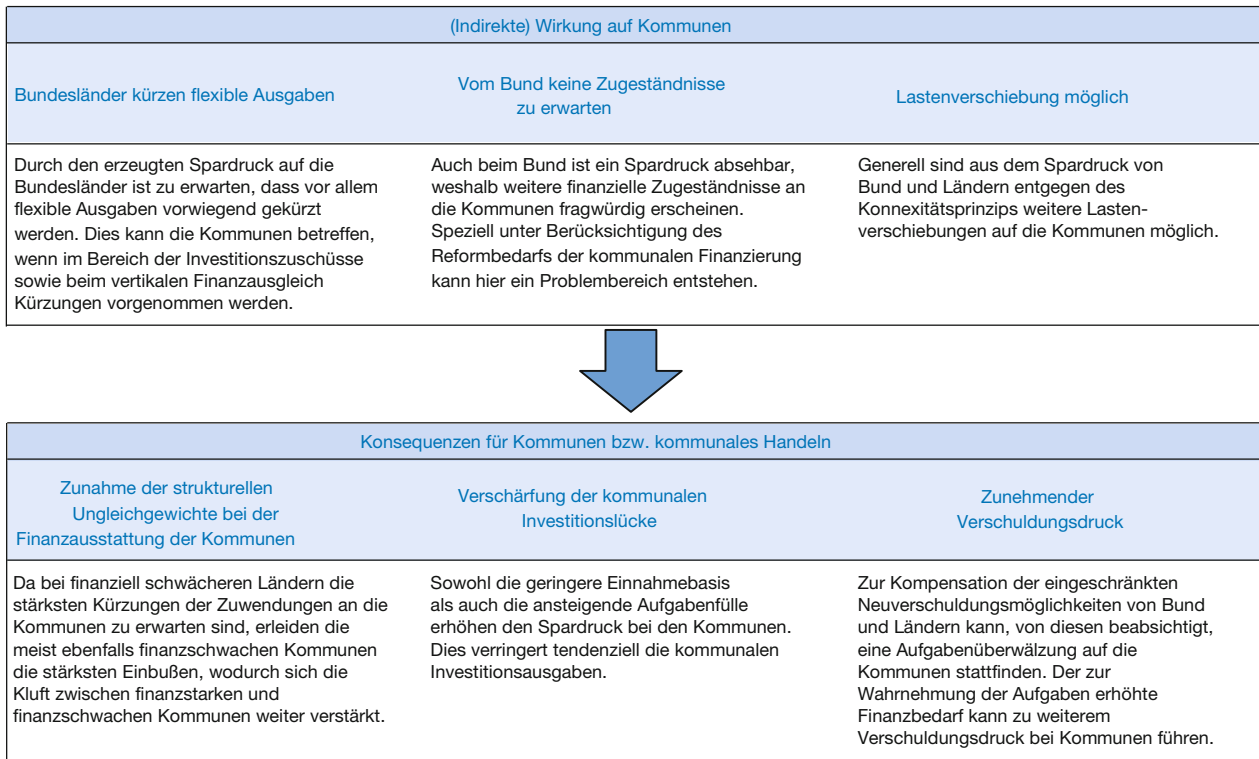 (Indirekte) Wirkung auf Kommunen
Bundesländer kürzen flexible Ausgaben
Vom Bund keine Zugeständnisse
zu erwarten
Lastenverschiebung möglich
Durch den erzeugten Spardruck auf die
Bundesländer ist zu erwarten, dass vor allem
flexible Ausgaben vorwiegend gekürzt
werden. Dies kann die Kommunen betreffen,
wenn im Bereich der Investitionszuschüsse
sowie beim vertikalen Finanzausgleich
Kürzungen vorgenommen werden.
Auch beim Bund ist ein Spardruck absehbar,
weshalb weitere finanzielle Zugeständnisse an
die Kommunen fragwürdig erscheinen.
Speziell unter Berücksichtigung des
Reformbedarfs der kommunalen Finanzierung
kann hier ein Problembereich entstehen.
Generell sind aus dem Spardruck von
Bund und Ländern entgegen des
Konnexitätsprinzips weitere Lasten-
verschiebungen auf die Kommunen möglich.
Konsequenzen für Kommunen bzw. kommunales Handeln
Zunahme der strukturellen
Ungleichgewichte bei der
Finanzausstattung der Kommunen
Verschärfung der kommunalen
Investitionslücke
Zunehmender
Verschuldungsdruck
Da bei finanziell schwächeren Ländern die
stärksten Kürzungen der Zuwendungen an die
Kommunen zu erwarten sind, erleiden die
meist ebenfalls finanzschwachen Kommunen
die stärksten Einbußen, wodurch sich die
Kluft zwischen finanzstarken und
finanzschwachen Kommunen weiter verstärkt.
Sowohl die geringere Einnahmebasis
als auch die ansteigende Aufgabenfülle
erhöhen den Spardruck bei den Kommunen.
Dies verringert tendenziell die kommunalen
Investitionsausgaben.
Zur Kompensation der eingeschränkten
Neuverschuldungsmöglichkeiten von Bund
und Ländern kann, von diesen beabsichtigt,
eine Aufgabenüberwälzung auf die
Kommunen stattfinden. Der zur
Wahrnehmung der Aufgaben erhöhte
Finanzbedarf kann zu weiterem
Verschuldungsdruck bei Kommunen führen.